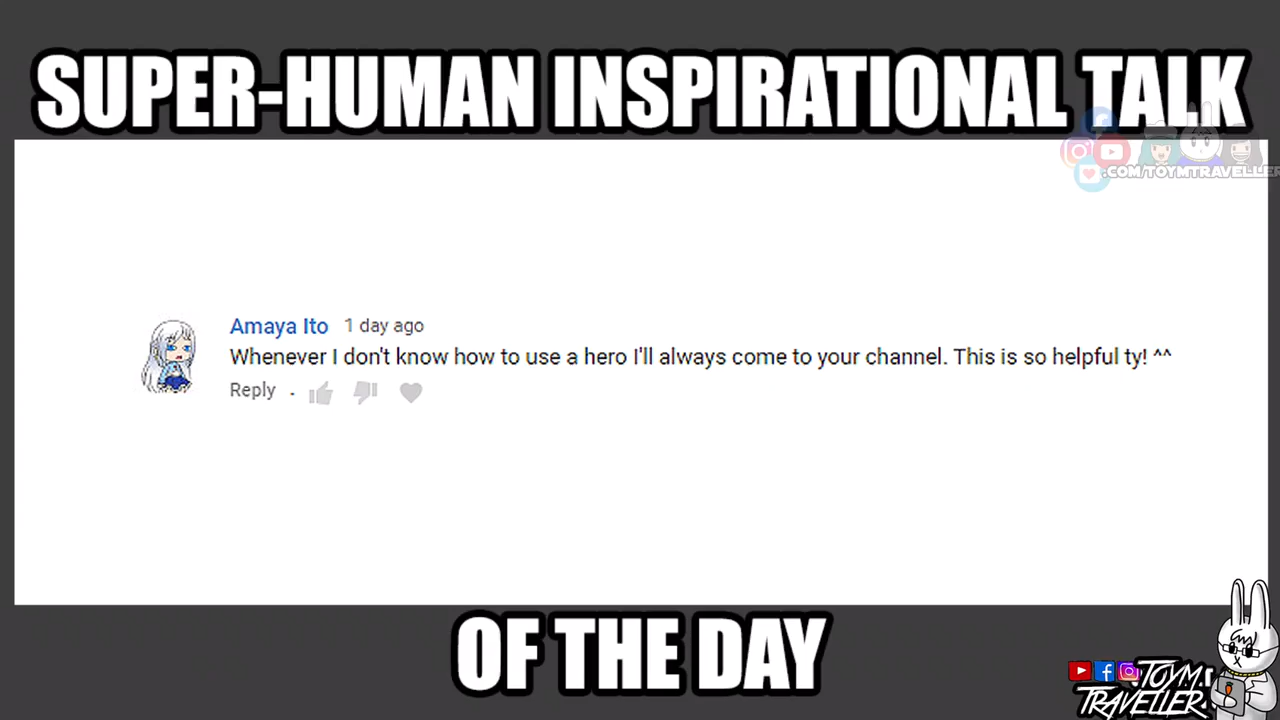 SUPER-HUMAN INSPIRATIONAL TALK
.COM/TOYMTRAVELLER
Amaya Ito 1 day ago
Whenever I don't know how to use a hero I'll always come to your channel. This is so helpful ty! ^^
Reply .
OF THE DAY
TOYM
TRAVELLER